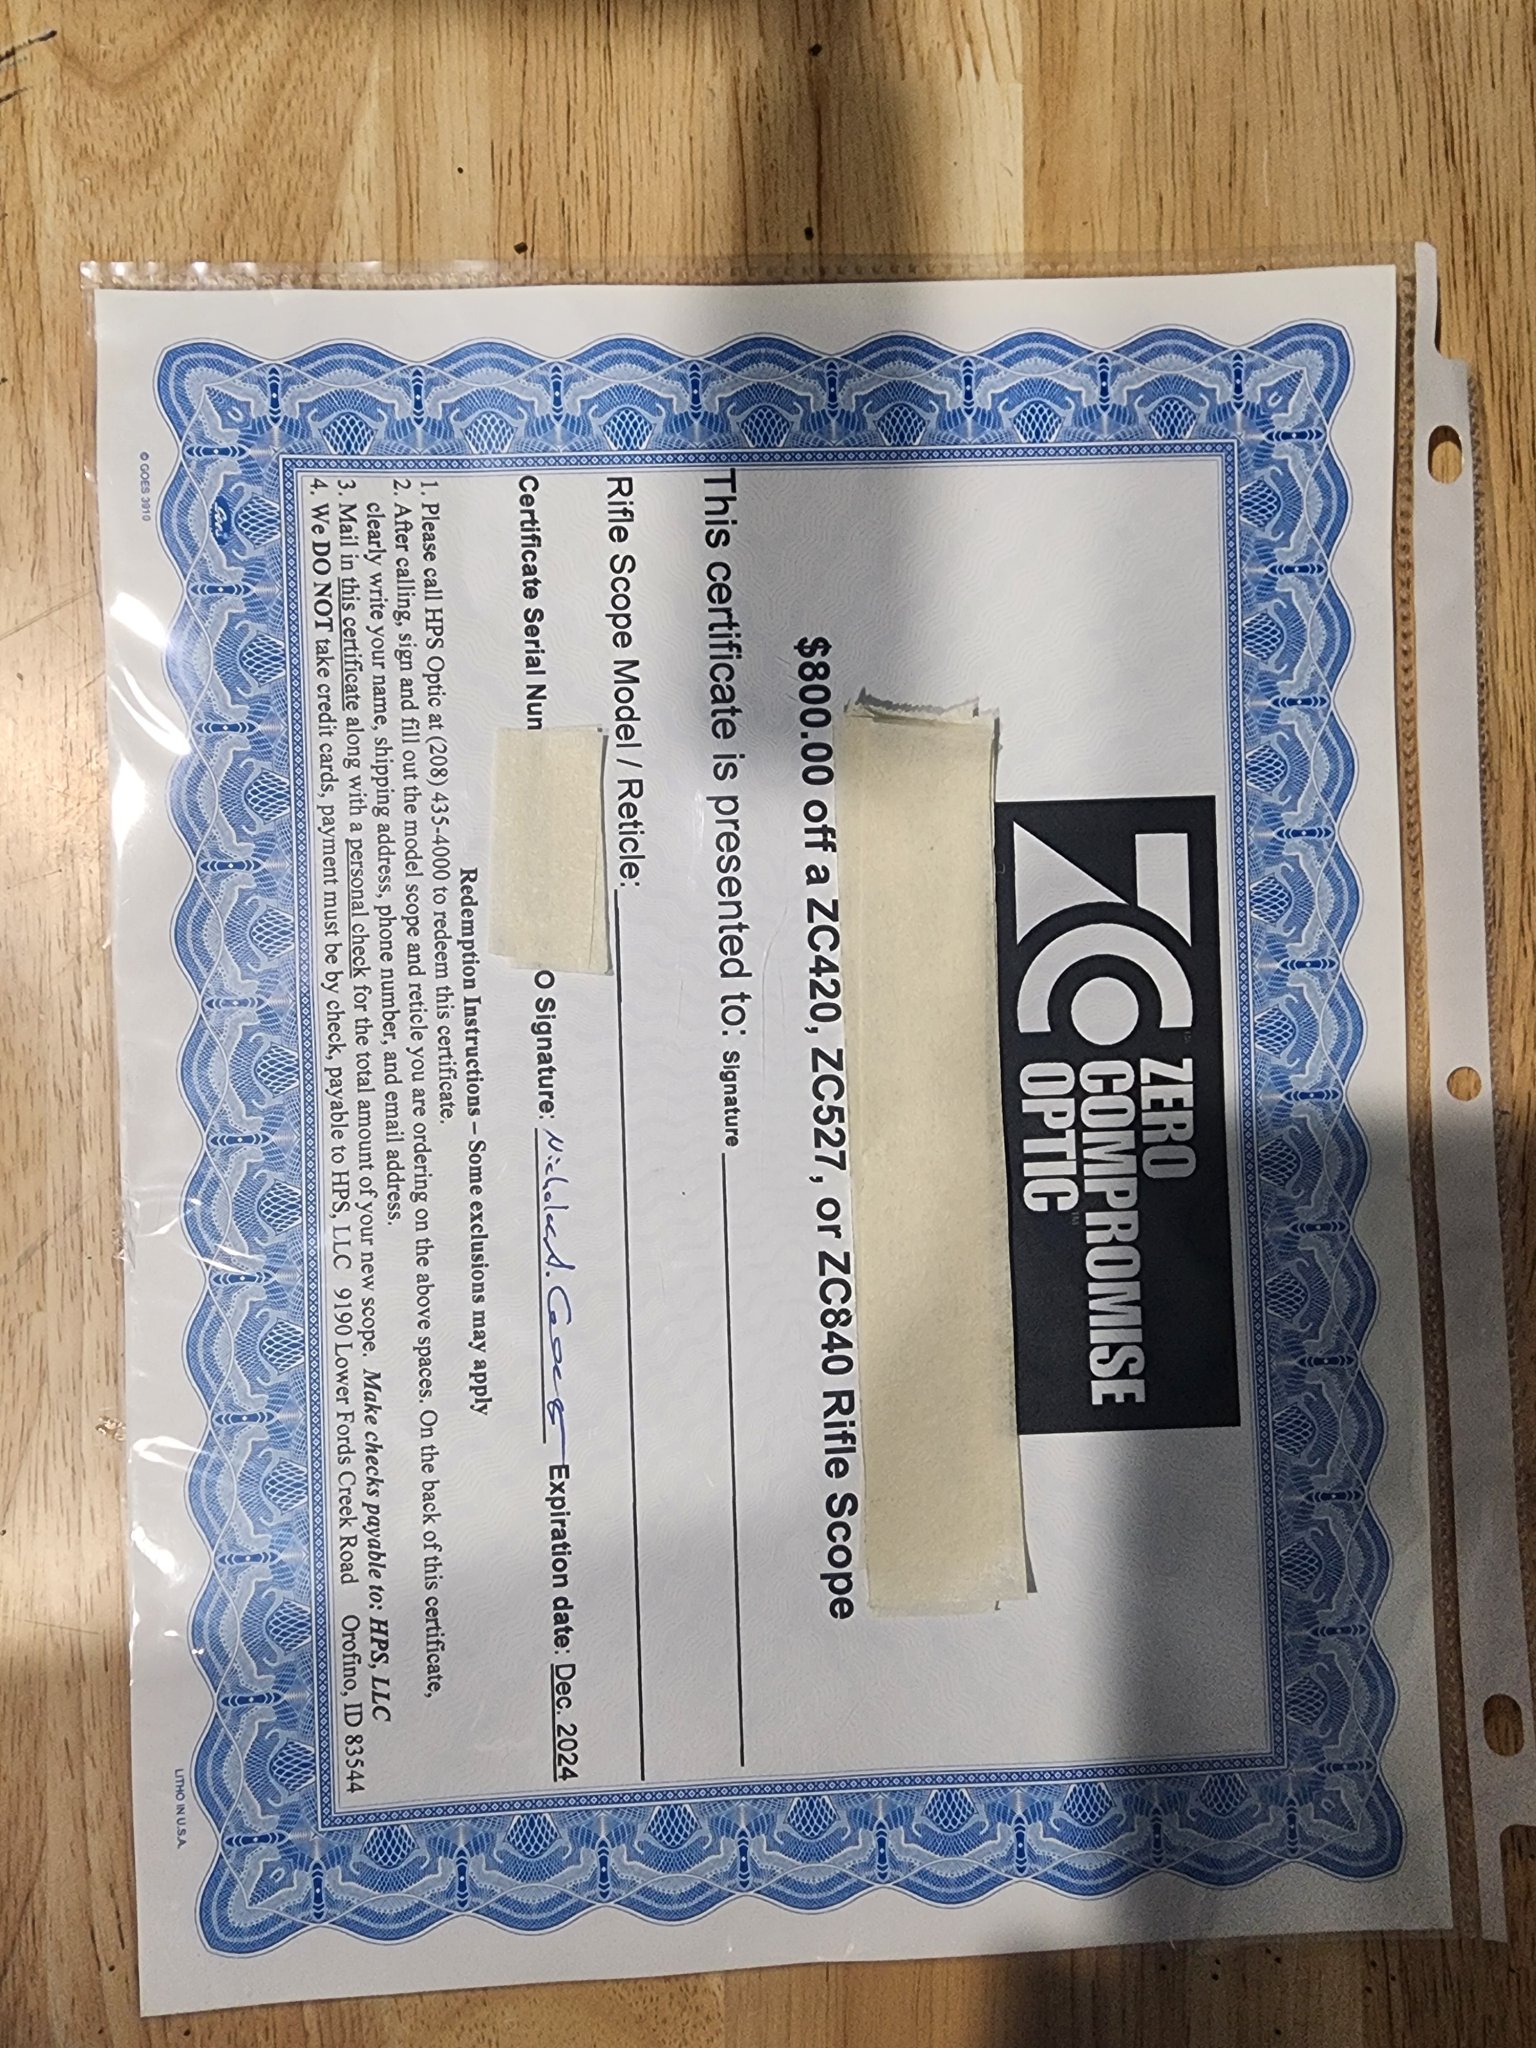 ZERO
COMPROMISE
OPTIC™
$800.00 off a ZC420, ZC527, or ZC840 Rifle Scope
This certificate is presented to: Signature
Rifle Scope Model / Reticle:
Certificate Serial Num O Signature: Expiration date: Dec. 2024
Redemption Instructions – Some exclusions may apply
1. Please call HPS Optic at (208) 435-4000 to redeem this certificate.
2. After calling, sign and fill out the model scope and reticle you are ordering on the above spaces. On the back of this certificate,
clearly write your name, shipping address, phone number, and email address.
3. Mail in this certificate along with a personal check for the total amount of your new scope. Make checks payable to: HPS, LLC
4. We DO NOT take credit cards, payment must be by check, payable to HPS, LLC 9190 Lower Fords Creek Road Orofino, ID 83544
Goes
© GOES 3910
LITHO IN U.S.A.